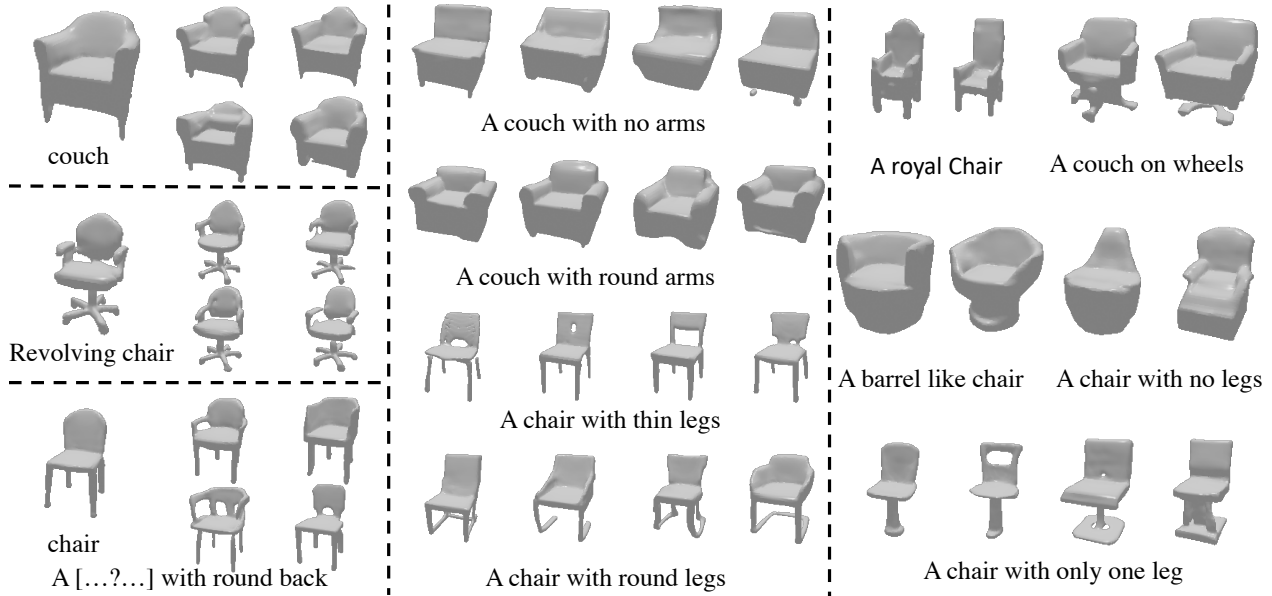 couch
Revolving chair
chair
A [...?...] with round back
A couch with no arms
A couch with round arms
A chair with thin legs
A chair with round legs
A royal Chair
A couch on wheels
A barrel like chair
A chair with no legs
A chair with only one leg